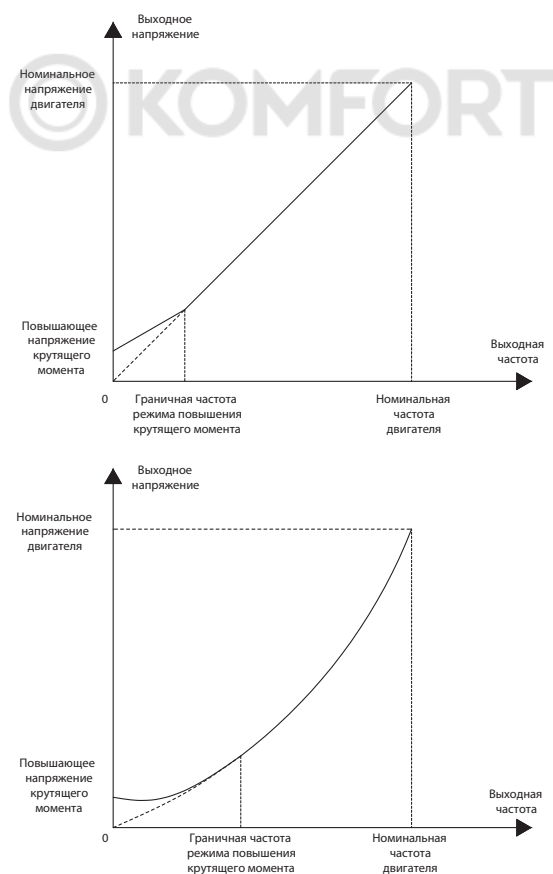 Выходное
напряжение
Номинальное
напряжение
двигателя
KOMFORT
Повышающее
напряжение
крутящего
момента
Выходная
частота
0
Граничная частота
режима повышения
крутящего момента
Номинальная
частота
двигателя
Выходное
напряжение
Номинальное
напряжение
двигателя
Повышающее
напряжение
крутящего
момента
Выходная
частота
0
Граничная частота
режима повышения
крутящего момента
Номинальная
частота
двигателя